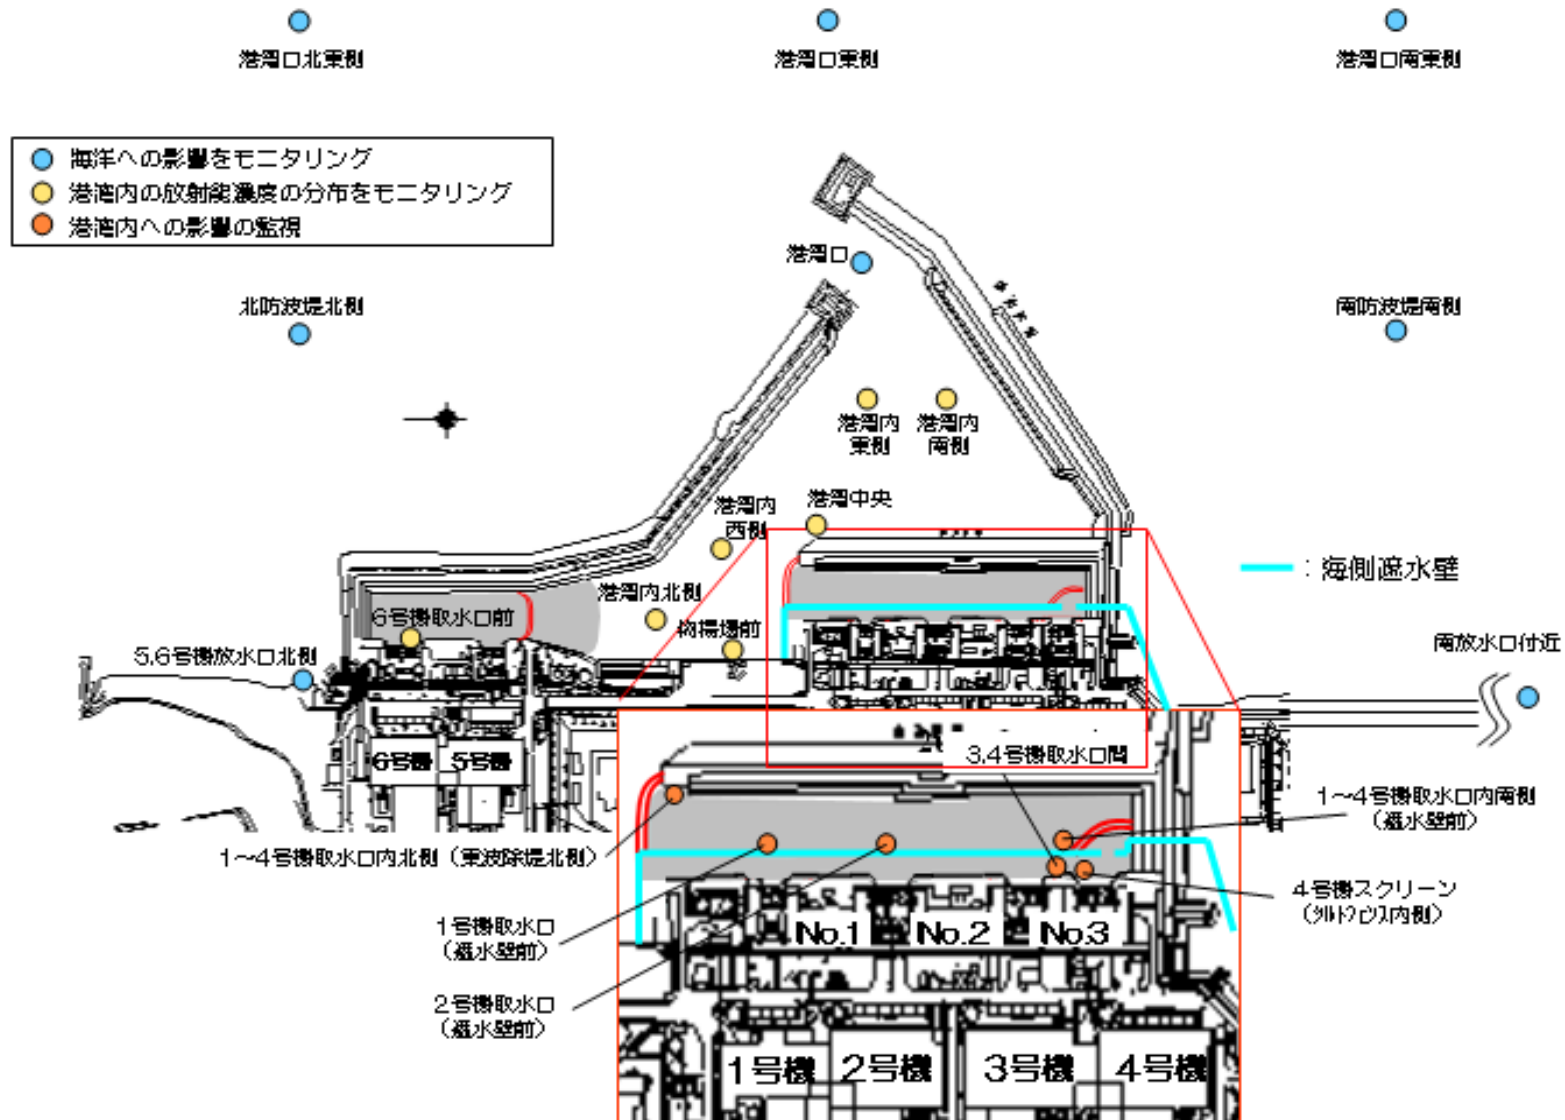 港湾口北東側
港湾口東側
港湾口南東側
海洋への影響をモニタリング
港湾内の放射能濃度の分布をモニタリング
港湾内への影響の監視
港湾口
北防波堤北側
南防波堤南側
港湾内
東側
港湾内
南側
港湾中央
港湾内
西側
:海側遮水壁
港湾内北側
6号機取水口前
物揚場前
5,6号機放水口北側
南放水口付近
6号機
5号機
3,4号機取水口間
1~4号機取水口内南側
(遮水壁前)
1~4号機取水口内北側(東波除堤北側)
4号機スクリーン
(シルトフェンス内側)
1号機取水口
(遮水壁前)
No.1
No.2
No.3
2号機取水口
(遮水壁前)
1号機
2号機
3号機
4号機